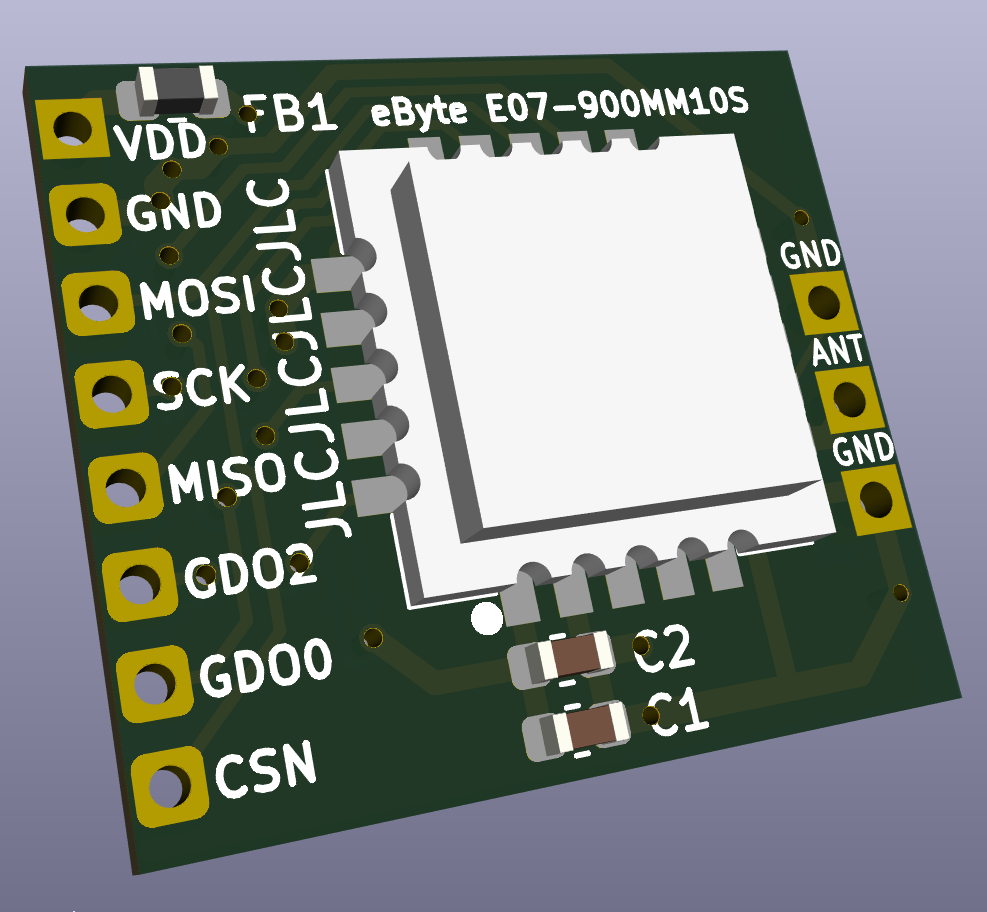 FB1
eByte E07-900MM10S
VDD
GND
MOSI
SCK
MISO
GDO2
GDO0
CSN
JLCJLCJLCJLC
GND
ANT
GND
C2
C1